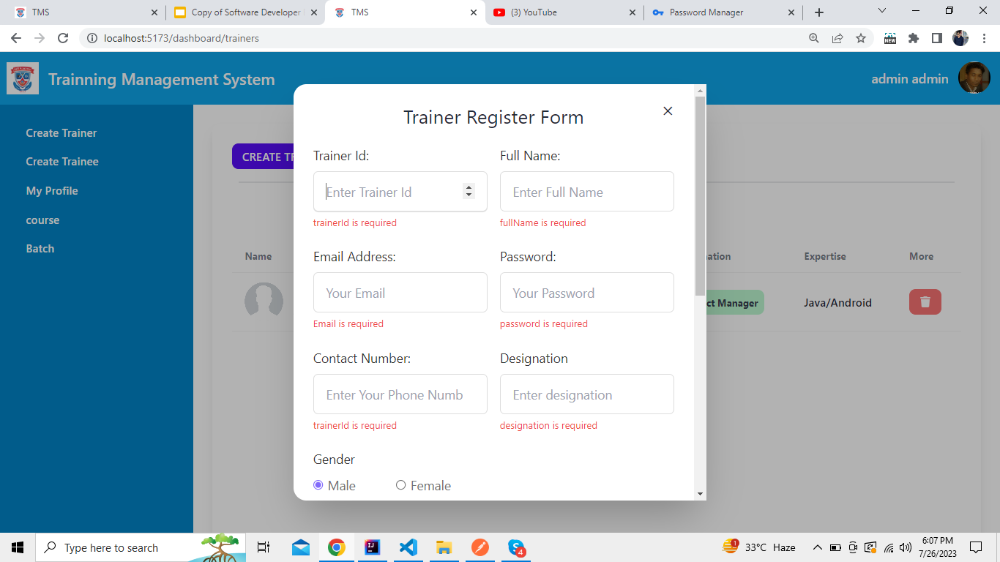 TMS
Copy of Software Developer
TMS
(3) YouTube
Password Manager
localhost:5173/dashboard/trainers
NEW
Trainning Management System
admin admin
Create Trainer
Create Trainee
My Profile
course
Batch
CREATE TR
Trainer Register Form
Trainer Id:
Full Name:
Enter Trainer Id
Enter Full Name
trainerId is required
fullName is required
Email Address:
Password:
Your Email
Your Password
Email is required
password is required
Contact Number:
Designation
Enter Your Phone Numb
Enter designation
trainerId is required
designation is required
Gender
Male
Female
Name
ation
Expertise
More
ct Manager
Java/Android
Type here to search
4
1
33°C Haze
6:07 PM
7/26/2023